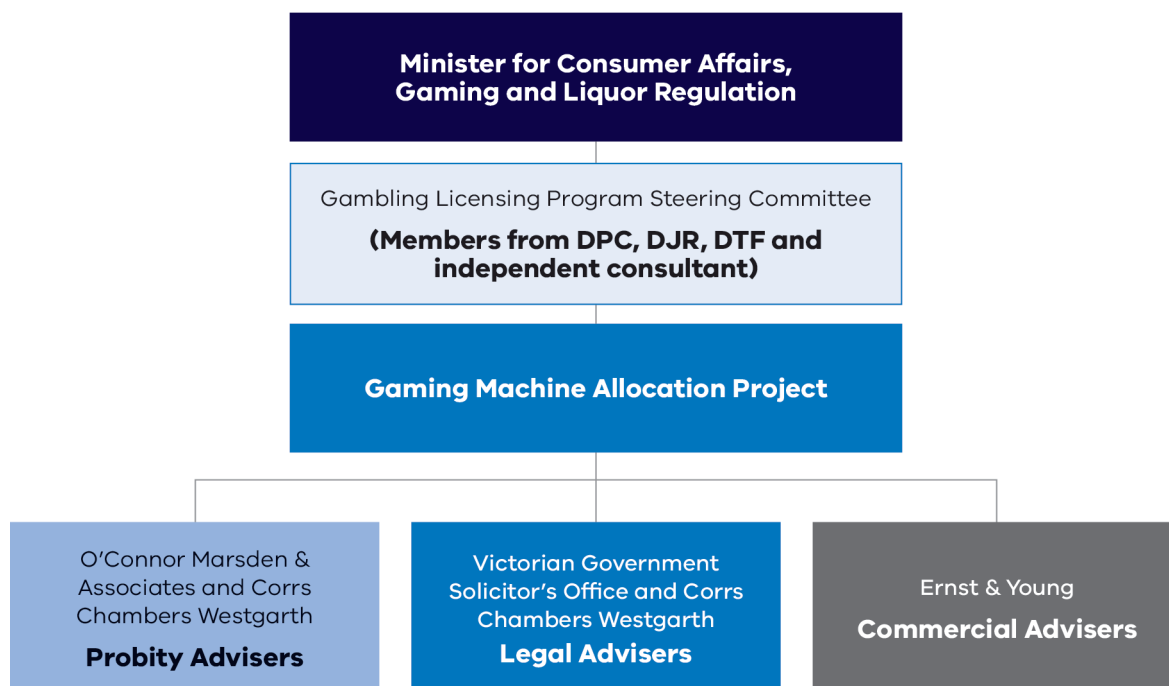 Minister for Consumer Affairs,
Gaming and Liquor Regulation
Gambling Licensing Program Steering Committee
(Members from DPC, DJR, DTF and
independent consultant)
Gaming Machine Allocation Project
O’Connor Marsden &
Associates and Corrs
Chambers Westgarth
Probity Advisers
Victorian Government
Solicitor’s Office and Corrs
Chambers Westgarth
Legal Advisers
Ernst & Young
Commercial Advisers